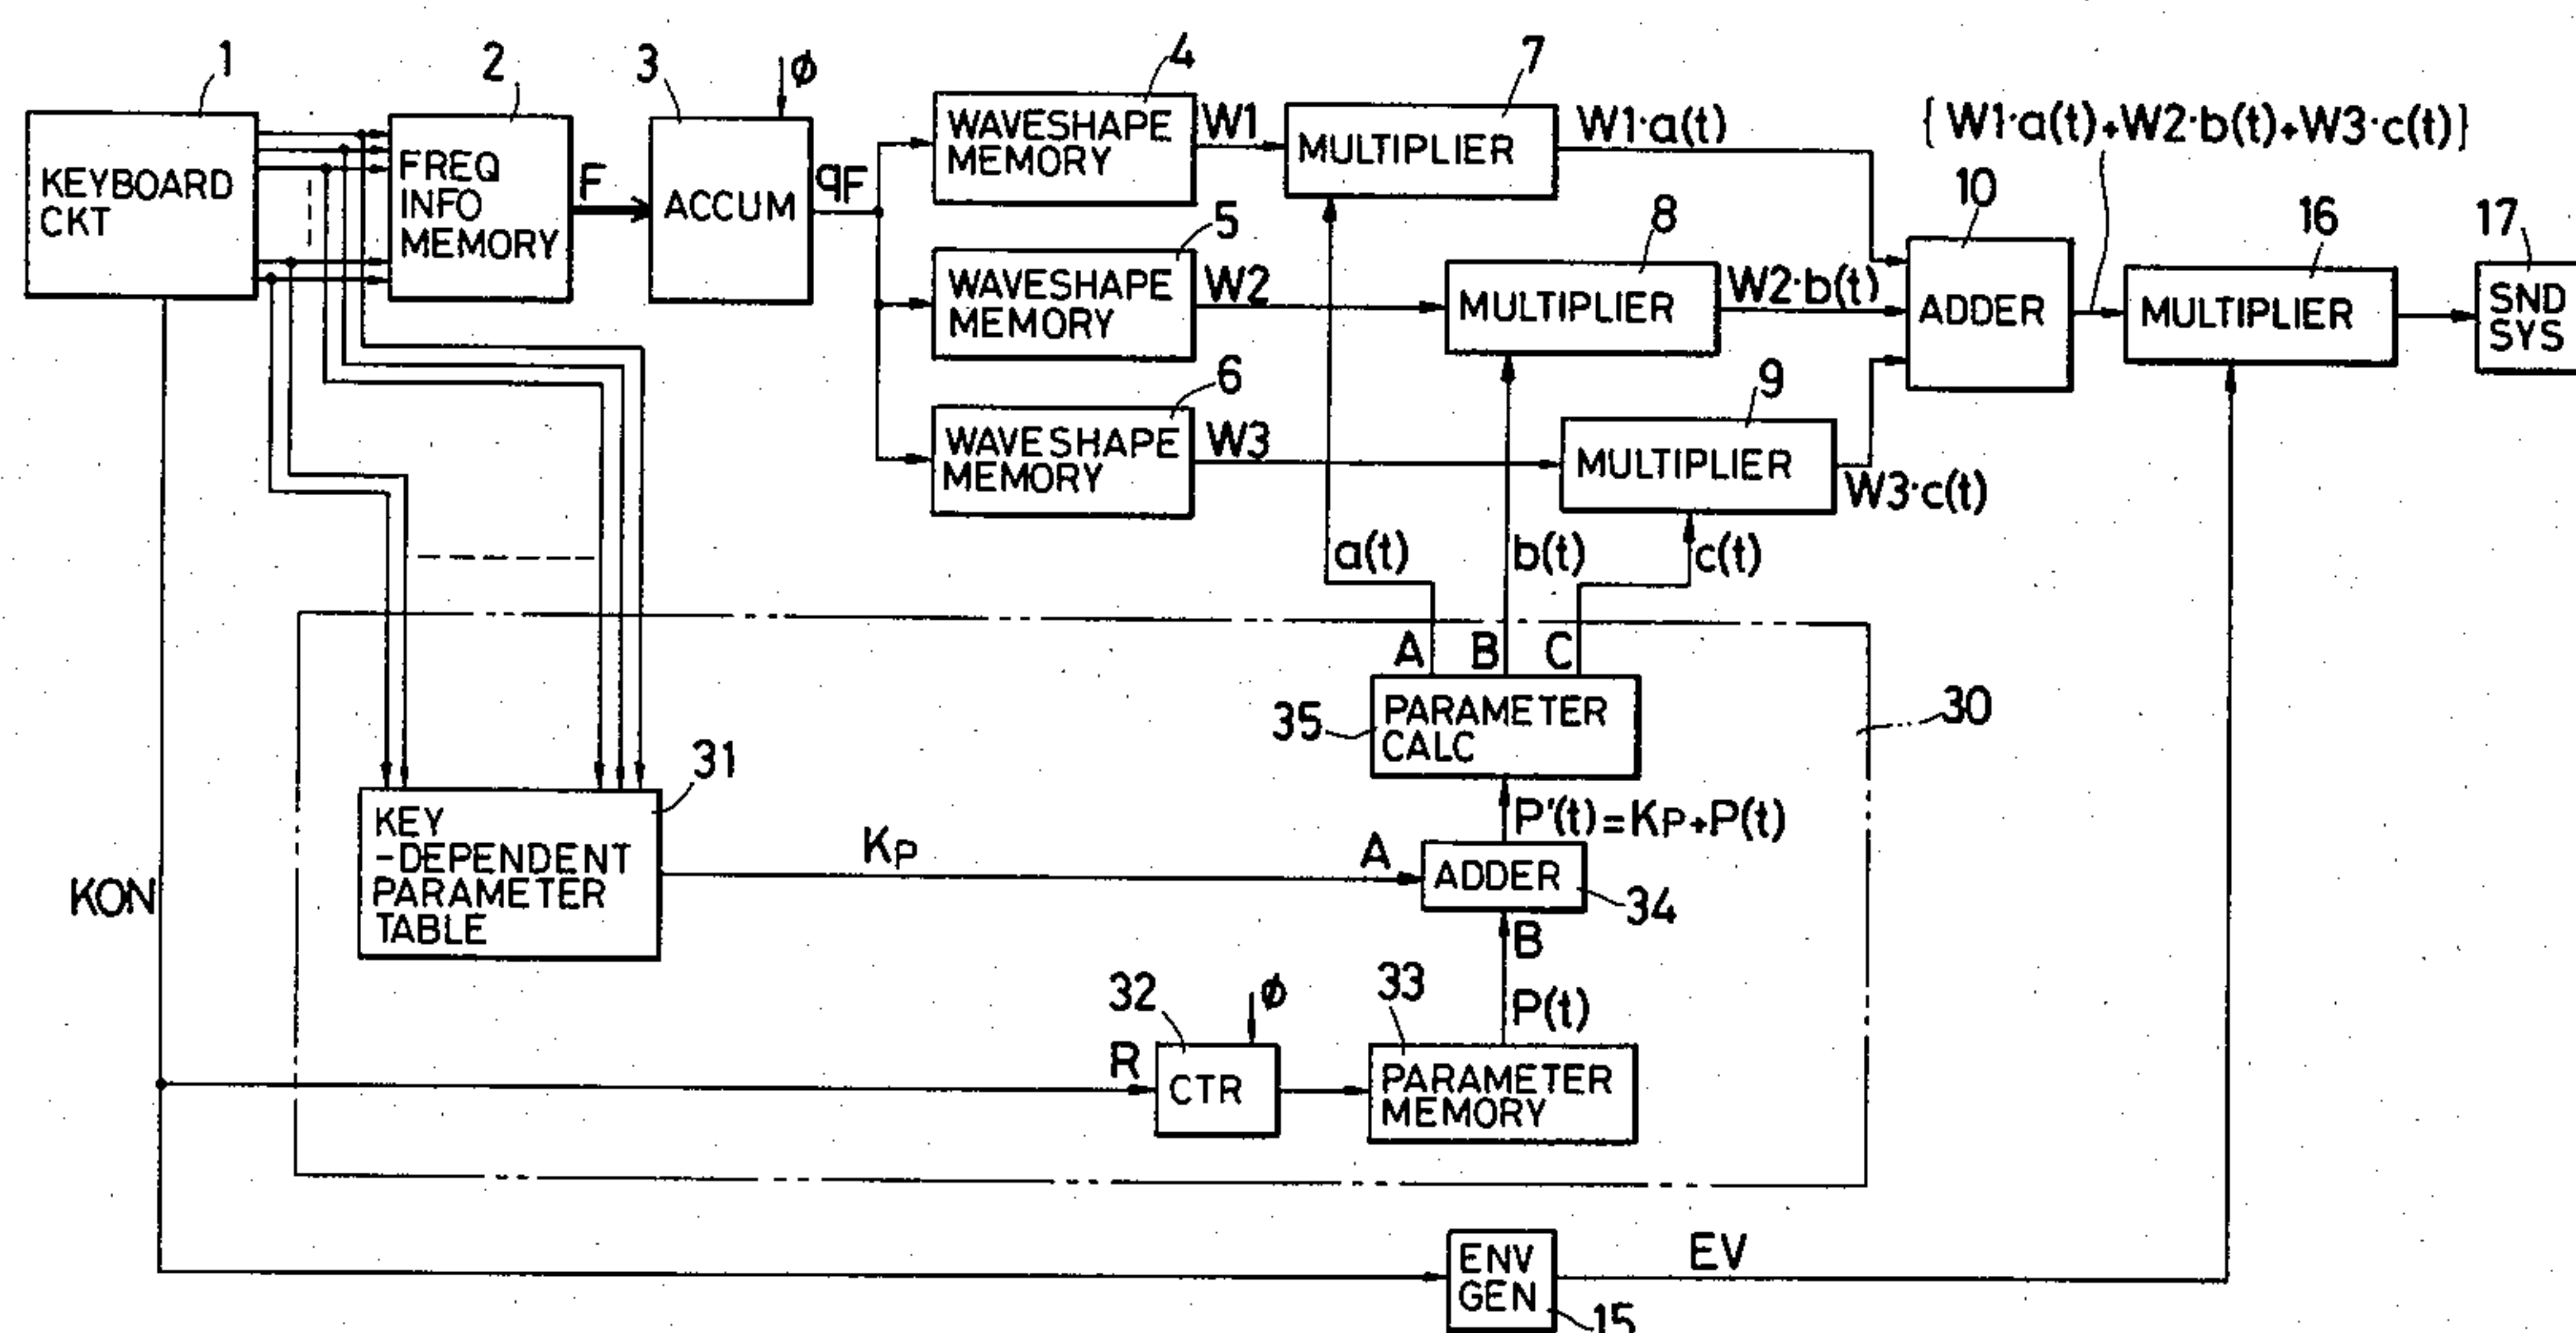 1
2
3
ø
4
7
KEYBOARD
CKT
FREQ
INFO
MEMORY
F
ACCUM
qF
WAVESHAPE
MEMORY
W1
MULTIPLIER
W1·a(t)
{W1·a(t)+W2·b(t)+W3·c(t)}
5
WAVESHAPE
MEMORY
W2
8
MULTIPLIER
W2·b(t)
10
ADDER
16
MULTIPLIER
17
SND
SYS
6
WAVESHAPE
MEMORY
W3
9
MULTIPLIER
W3·c(t)
a(t)
b(t)
c(t)
A
B
C
35
PARAMETER
CALC
30
31
KEY
-DEPENDENT
PARAMETER
TABLE
KP
A
P'(t)=KP+P(t)
ADDER
34
B
KON
P(t)
32
ø
33
R
CTR
PARAMETER
MEMORY
ENV
GEN
EV
15